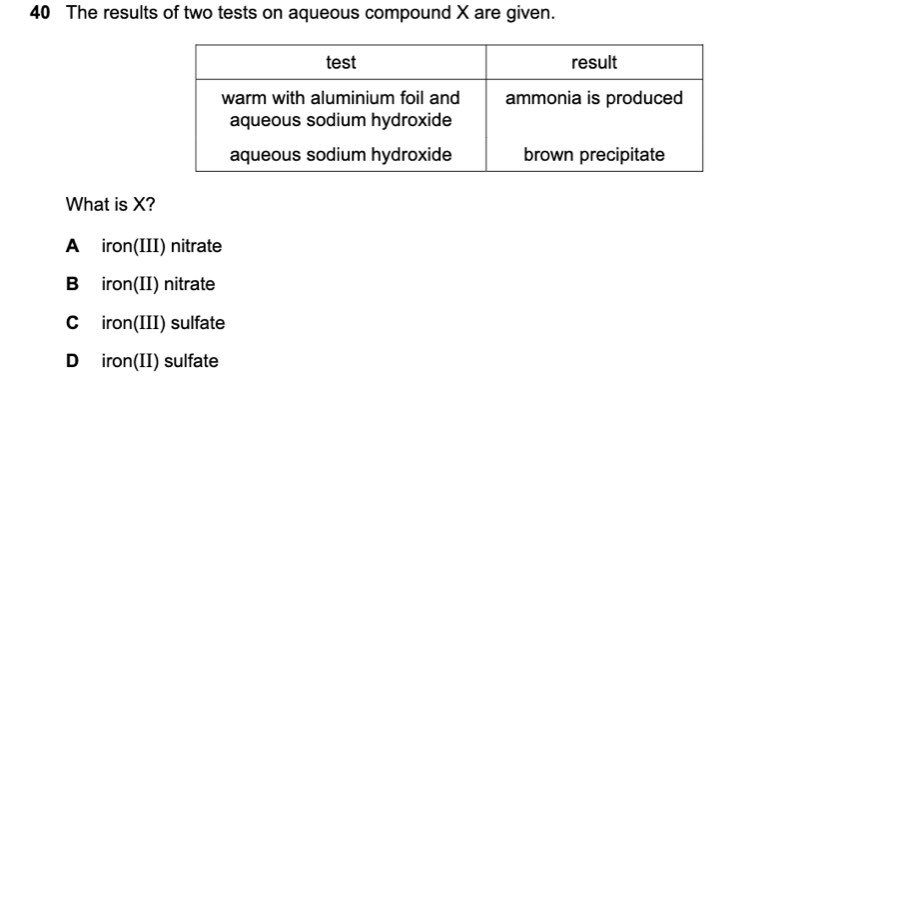 40 The results of two tests on aqueous compound X are given.
test result
warm with aluminium foil and ammonia is produced
aqueous sodium hydroxide
aqueous sodium hydroxide brown precipitate
What is X?
A iron(III) nitrate
B iron(II) nitrate
C iron(III) sulfate
D iron(II) sulfate